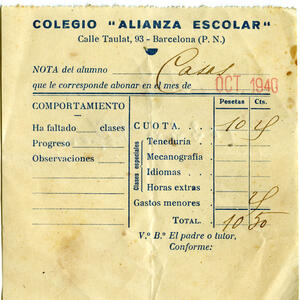 COLEGIO "ALIANZA ESCOLAR"
Calle Taulat, 93 - Barcelona (P. N.)
NOTA del alumno Casas
que le corresponde abonar en el mes de OCT 1940
COMPORTAMIENTO
Ha faltado clases
Progreso
Observaciones
Pesetas Cts.
CUOTA
10
Clases especiales
Teneduría
Mecanografía
Idiomas
Horas extras
Gastos menores
TOTAL. 10 50
V.º B.º El padre o tutor,
Conforme: